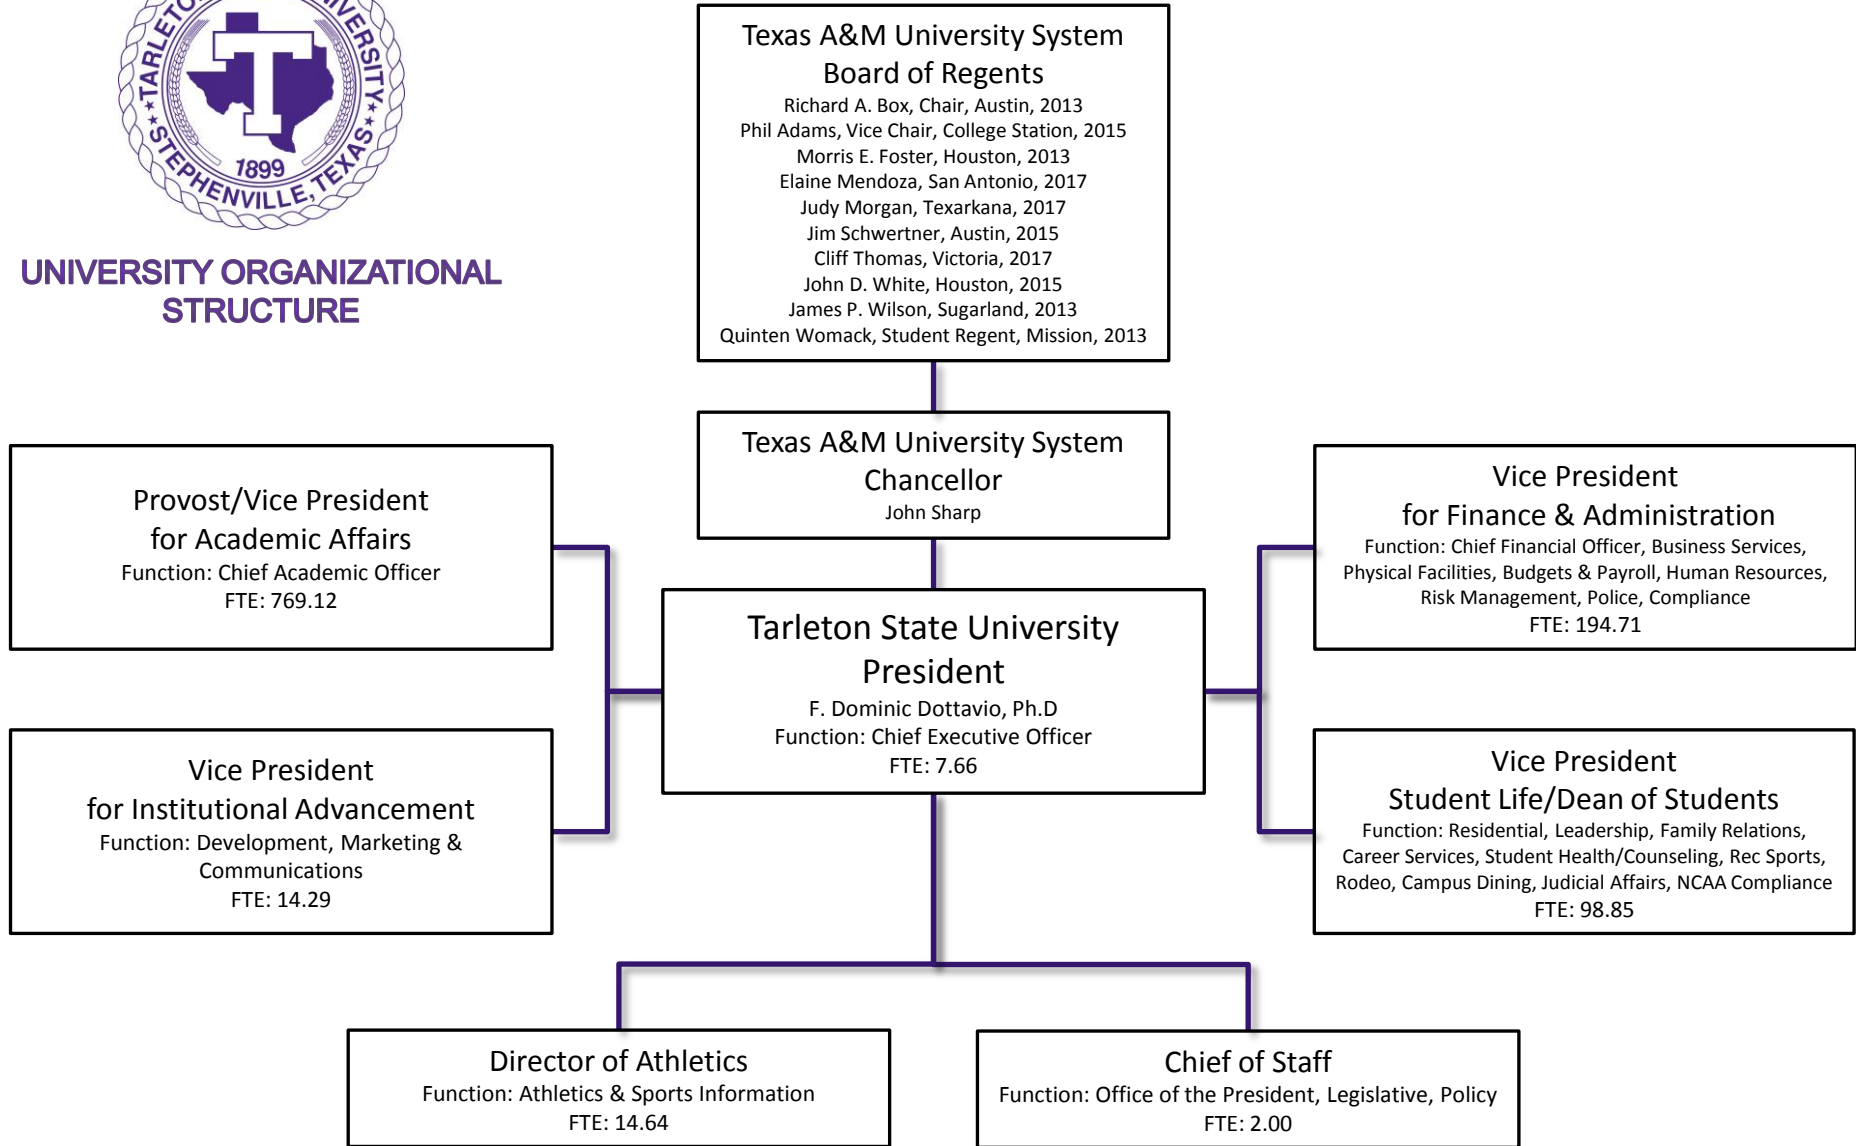 TARLETON UNIVERSITY
STEPHENVILLE, TEXAS
1899
T
UNIVERSITY ORGANIZATIONAL
STRUCTURE
Texas A&M University System
Board of Regents
Richard A. Box, Chair, Austin, 2013
Phil Adams, Vice Chair, College Station, 2015
Morris E. Foster, Houston, 2013
Elaine Mendoza, San Antonio, 2017
Judy Morgan, Texarkana, 2017
Jim Schwertner, Austin, 2015
Cliff Thomas, Victoria, 2017
John D. White, Houston, 2015
James P. Wilson, Sugarland, 2013
Quinten Womack, Student Regent, Mission, 2013
Texas A&M University System
Chancellor
John Sharp
Provost/Vice President
for Academic Affairs
Function: Chief Academic Officer
FTE: 769.12
Vice President
for Finance & Administration
Function: Chief Financial Officer, Business Services,
Physical Facilities, Budgets & Payroll, Human Resources,
Risk Management, Police, Compliance
FTE: 194.71
Tarleton State University
President
F. Dominic Dottavio, Ph.D
Function: Chief Executive Officer
FTE: 7.66
Vice President
for Institutional Advancement
Function: Development, Marketing &
Communications
FTE: 14.29
Vice President
Student Life/Dean of Students
Function: Residential, Leadership, Family Relations,
Career Services, Student Health/Counseling, Rec Sports,
Rodeo, Campus Dining, Judicial Affairs, NCAA Compliance
FTE: 98.85
Director of Athletics
Function: Athletics & Sports Information
FTE: 14.64
Chief of Staff
Function: Office of the President, Legislative, Policy
FTE: 2.00